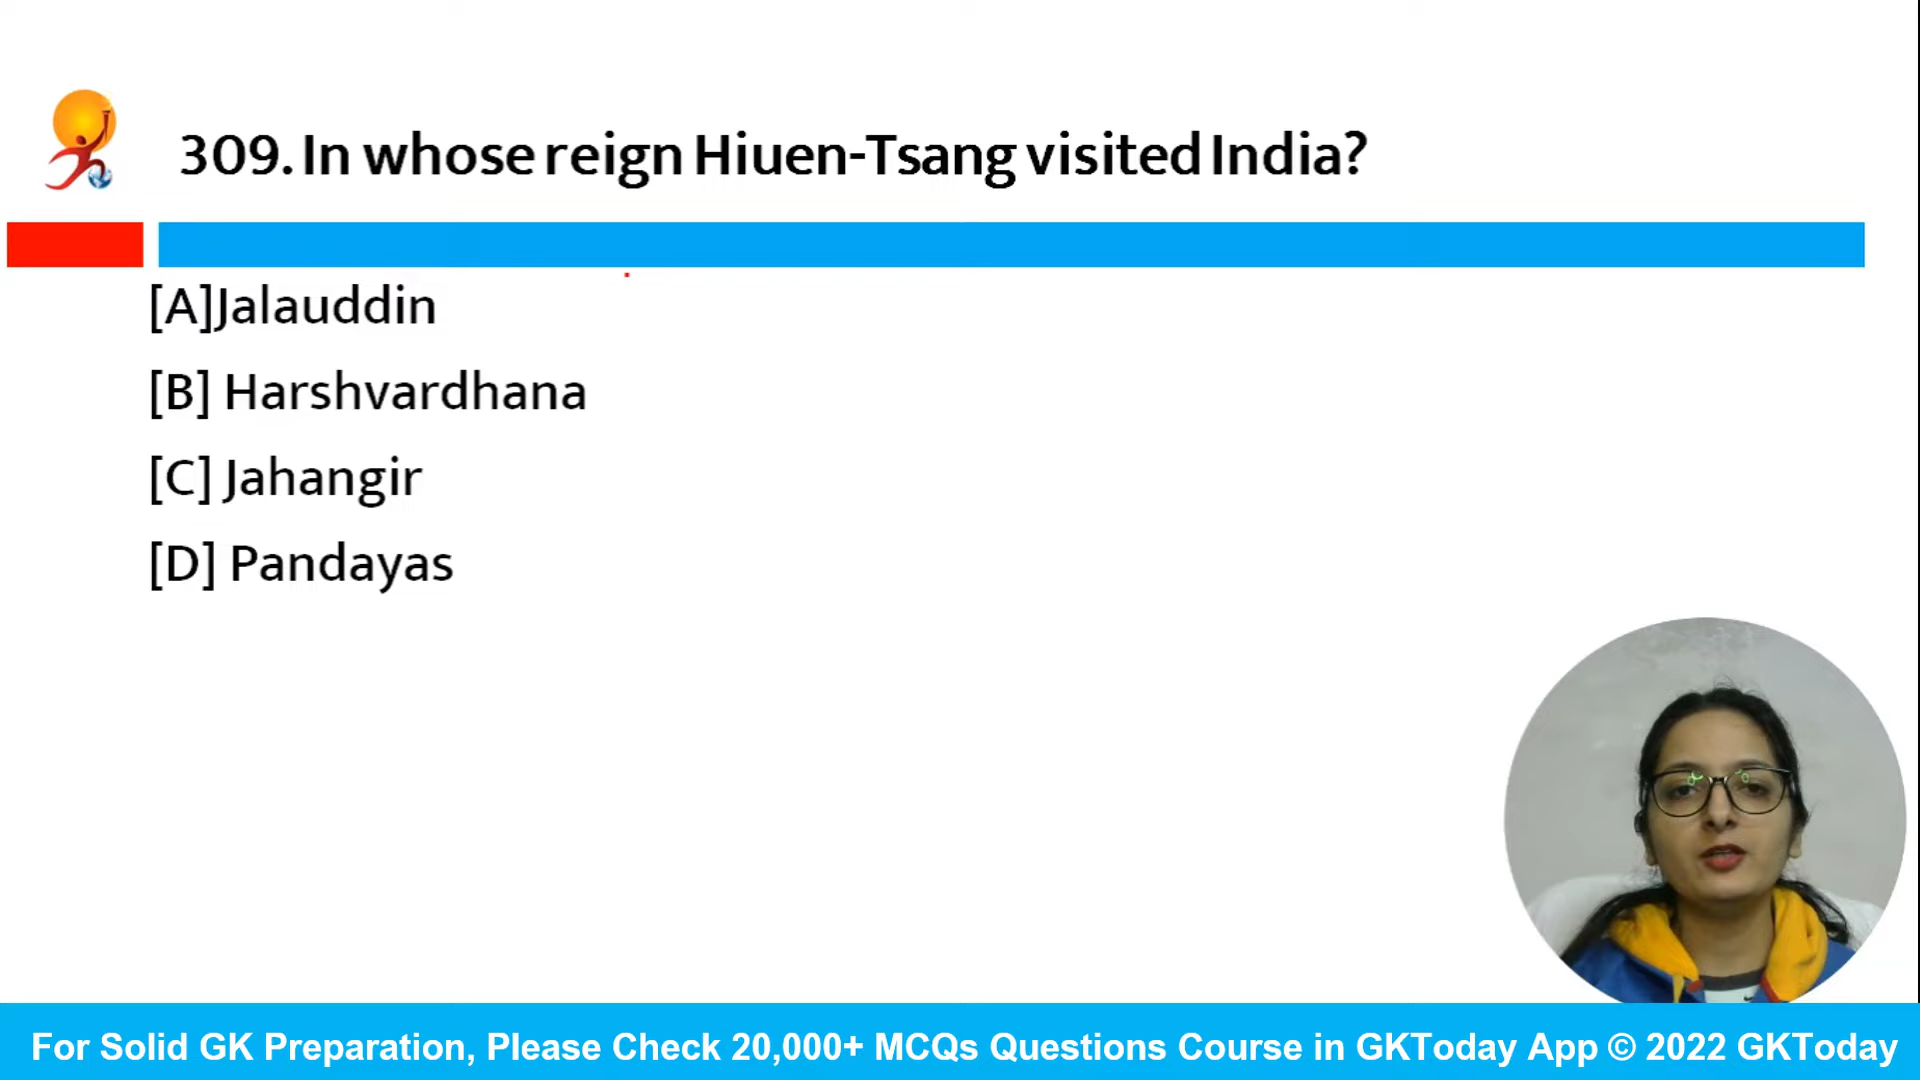 309. In whose reign Hiuen-Tsang visited India?
[A]Jalauddin
[B] Harshvardhana
[C] Jahangir
[D] Pandayas
For Solid GK Preparation, Please Check 20,000+ MCQs Questions Course in GKToday App © 2022 GKToday